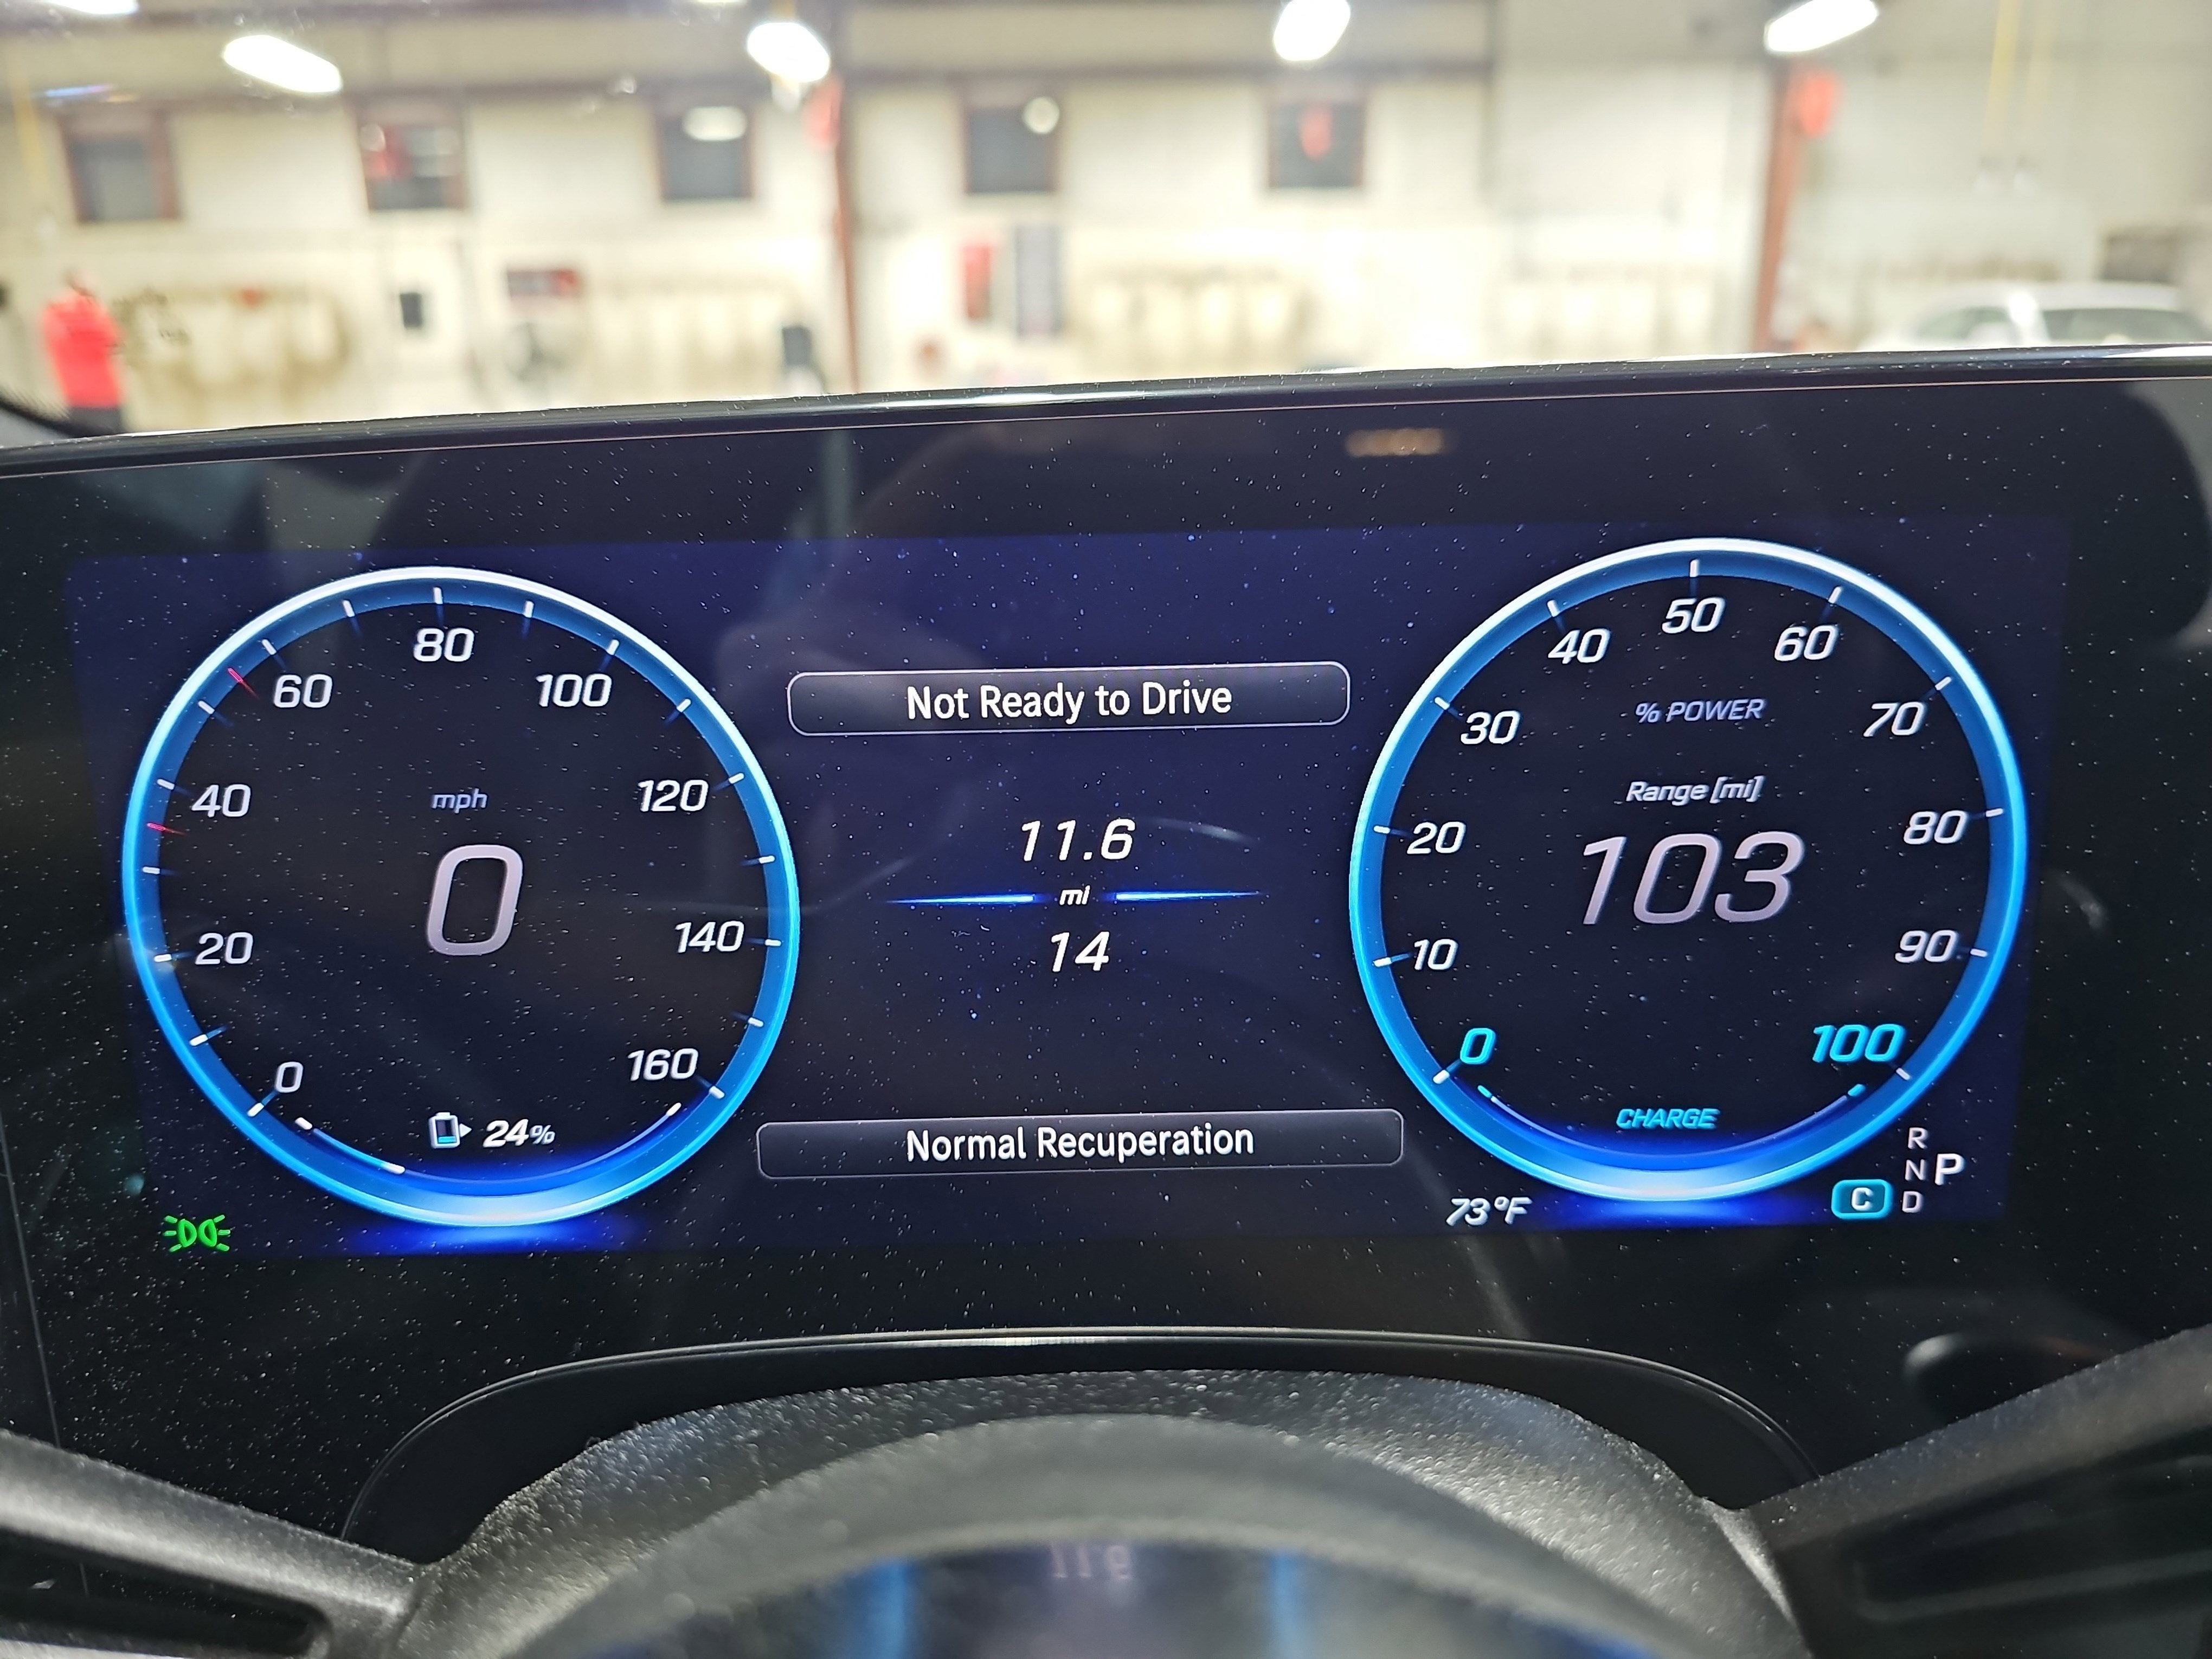 80
60
100
40
mph
120
0
20
140
0
160
24%
Not Ready to Drive
11.6
mi
14
Normal Recuperation
50
40
60
30
% POWER
70
Range [mi]
20
103
80
10
90
0
100
CHARGE
73°F
R
N P
C D